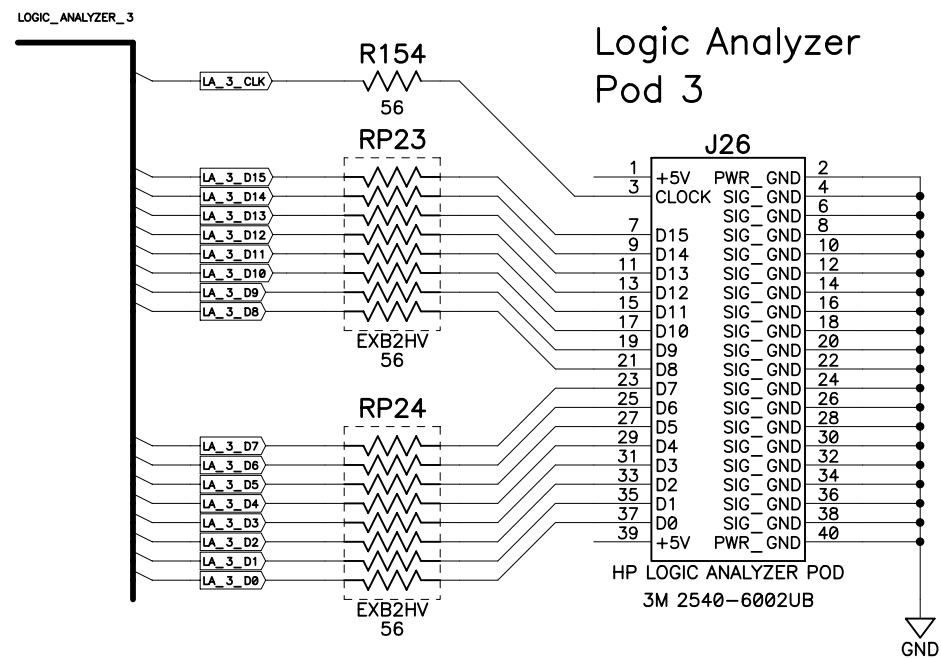 LOGIC_ANALYZER_3
Logic Analyzer
Pod 3
R154
LA_3_CLK
56
RP23
LA_3_D15
LA_3_D14
LA_3_D13
LA_3_D12
LA_3_D11
LA_3_D10
LA_3_D9
LA_3_D8
EXB2HV
56
RP24
LA_3_D7
LA_3_D6
LA_3_D5
LA_3_D4
LA_3_D3
LA_3_D2
LA_3_D1
LA_3_D0
EXB2HV
56
J26
1 +5V PWR_GND 2
3 CLOCK SIG_GND 4
SIG_GND 6
7 D15 SIG_GND 8
9 D14 SIG_GND 10
11 D13 SIG_GND 12
13 D12 SIG_GND 14
15 D11 SIG_GND 16
17 D10 SIG_GND 18
19 D9 SIG_GND 20
21 D8 SIG_GND 22
23 D7 SIG_GND 24
25 D6 SIG_GND 26
27 D5 SIG_GND 28
29 D4 SIG_GND 30
31 D3 SIG_GND 32
33 D2 SIG_GND 34
35 D1 SIG_GND 36
37 D0 SIG_GND 38
39 +5V PWR_GND 40
HP LOGIC ANALYZER POD
3M 2540-6002UB
GND